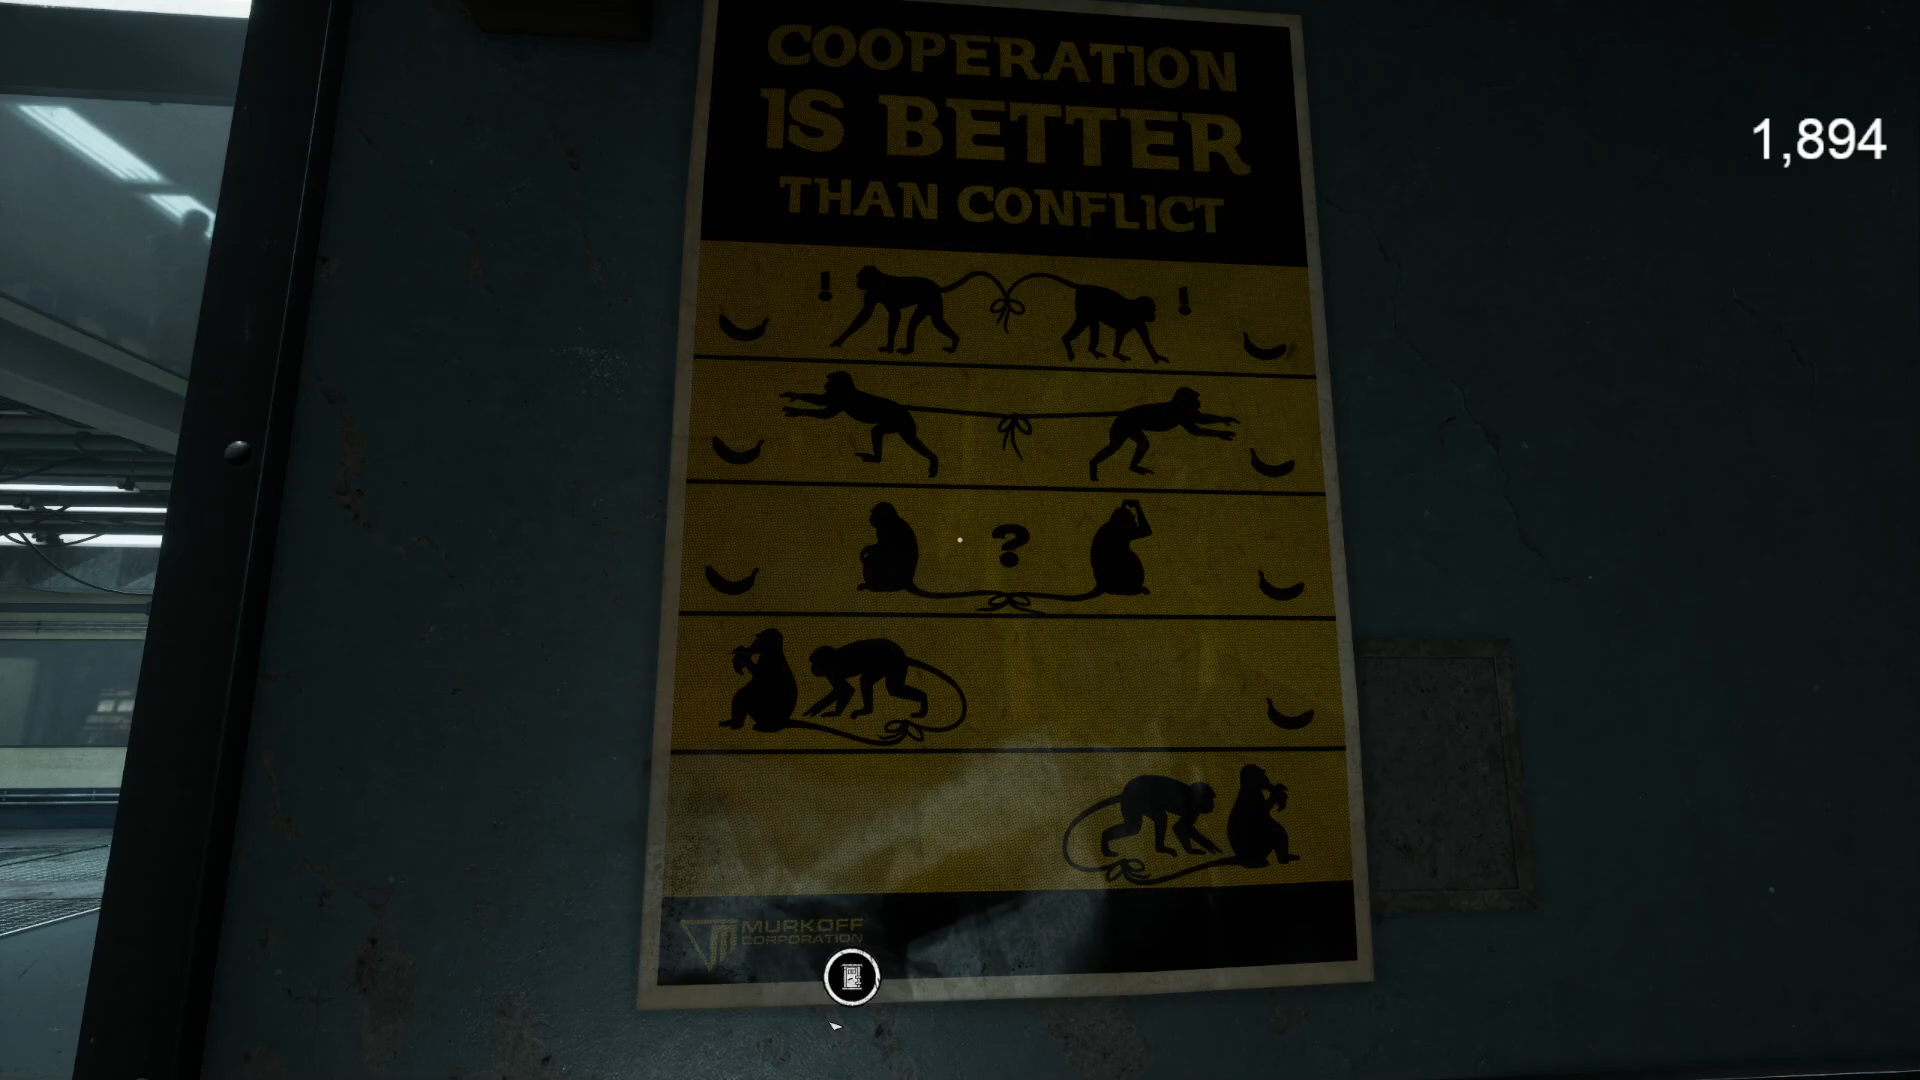 COOPERATION
IS BETTER
THAN CONFLICT
1,894
!
!
?
MURKOFF
CORPORATION